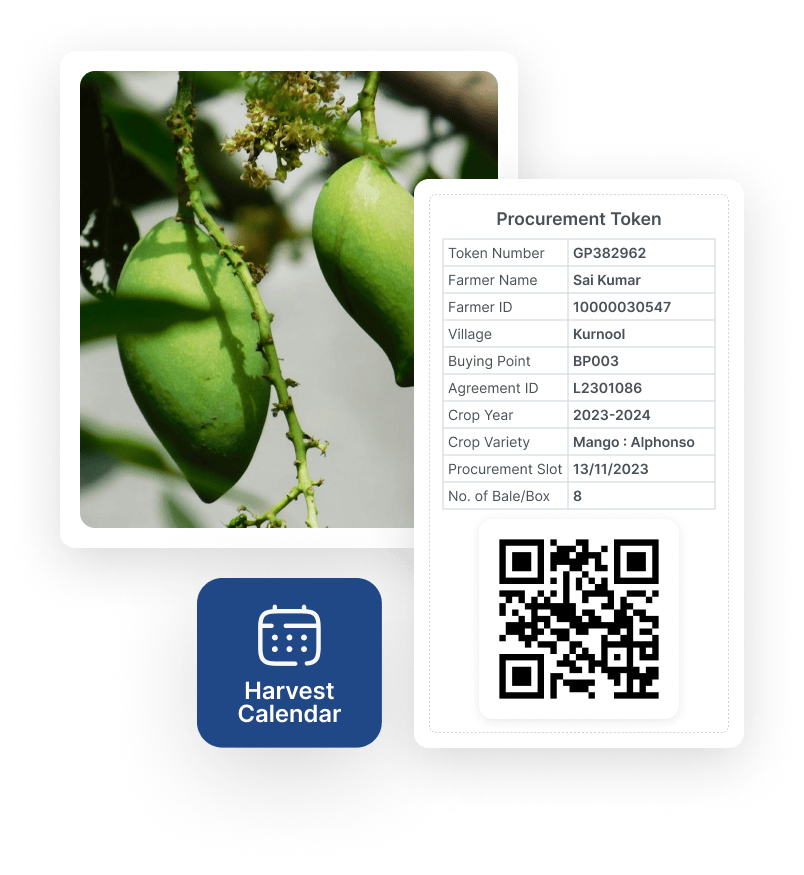 Procurement Token
Token Number GP382962
Farmer Name Sai Kumar
Farmer ID 10000030547
Village Kurnool
Buying Point BP003
Agreement ID L2301086
Crop Year 2023-2024
Crop Variety Mango : Alphonso
Procurement Slot 13/11/2023
No. of Bale/Box 8
Harvest
Calendar